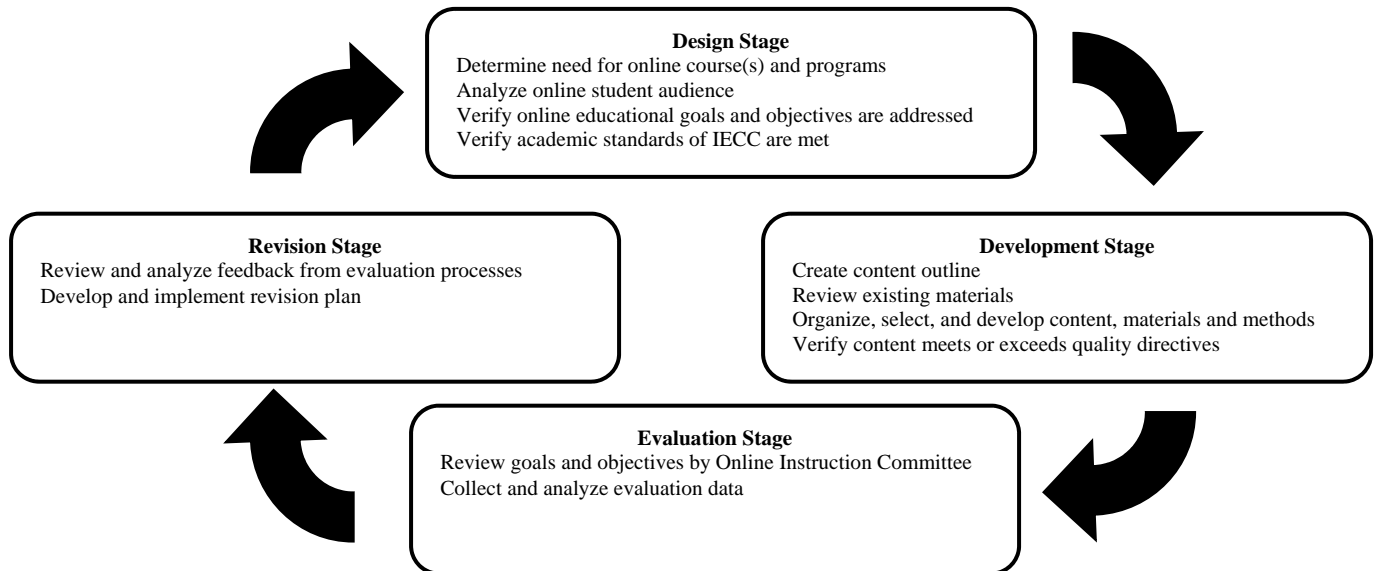 Design Stage
Determine need for online course(s) and programs
Analyze online student audience
Verify online educational goals and objectives are addressed
Verify academic standards of IECC are met
Revision Stage
Review and analyze feedback from evaluation processes
Develop and implement revision plan
Development Stage
Create content outline
Review existing materials
Organize, select, and develop content, materials and methods
Verify content meets or exceeds quality directives
Evaluation Stage
Review goals and objectives by Online Instruction Committee
Collect and analyze evaluation data